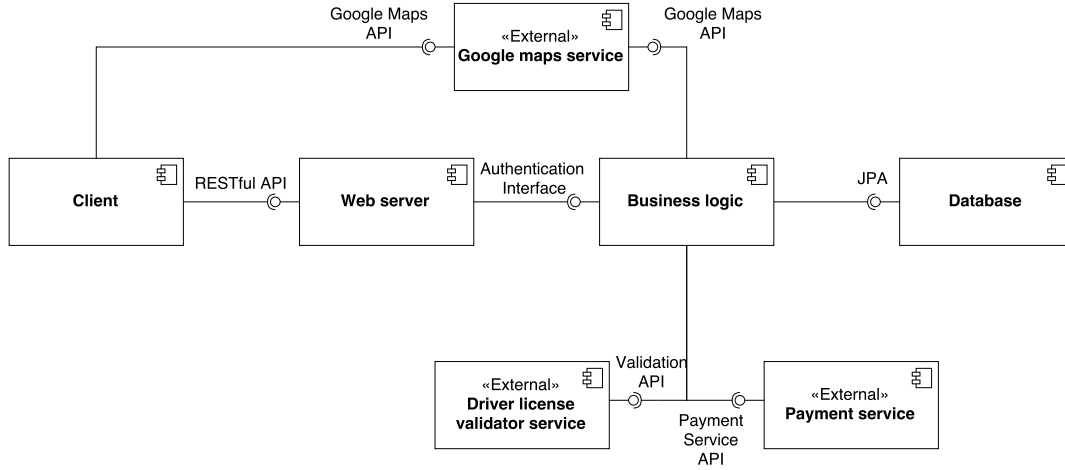 Google Maps
API
«External»
Google maps service
Google Maps
API
Client
RESTful API
Web server
Authentication
Interface
Business logic
JPA
Database
«External»
Driver license
validator service
Validation
API
Payment
Service
API
«External»
Payment service